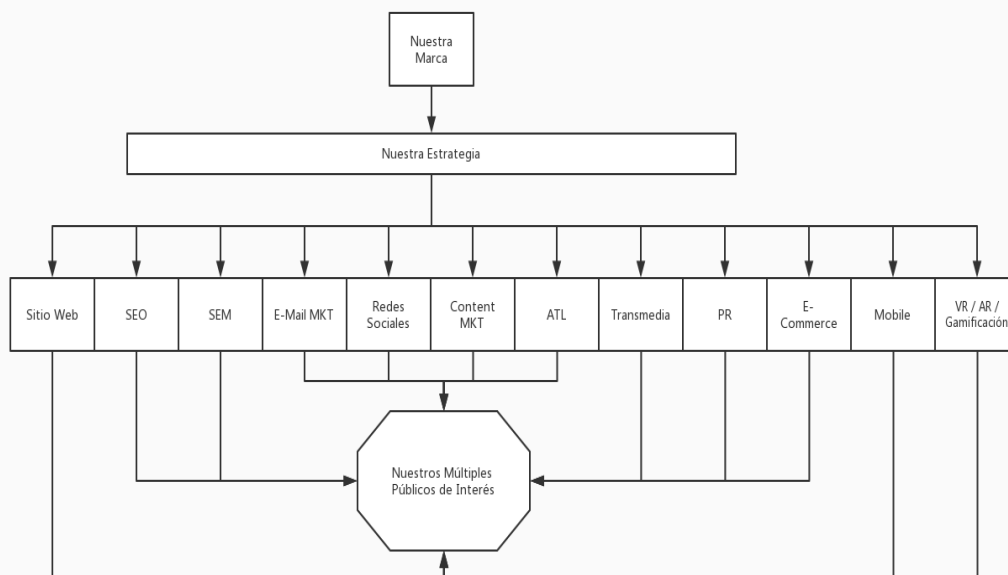 Nuestra
Marca
Nuestra Estrategia
Sitio Web
SEO
SEM
E-Mail MKT
Redes
Sociales
Content
MKT
ATL
Transmedia
PR
E-
Commerce
Mobile
VR / AR /
Gamificación
Nuestros Múltiples
Públicos de Interés